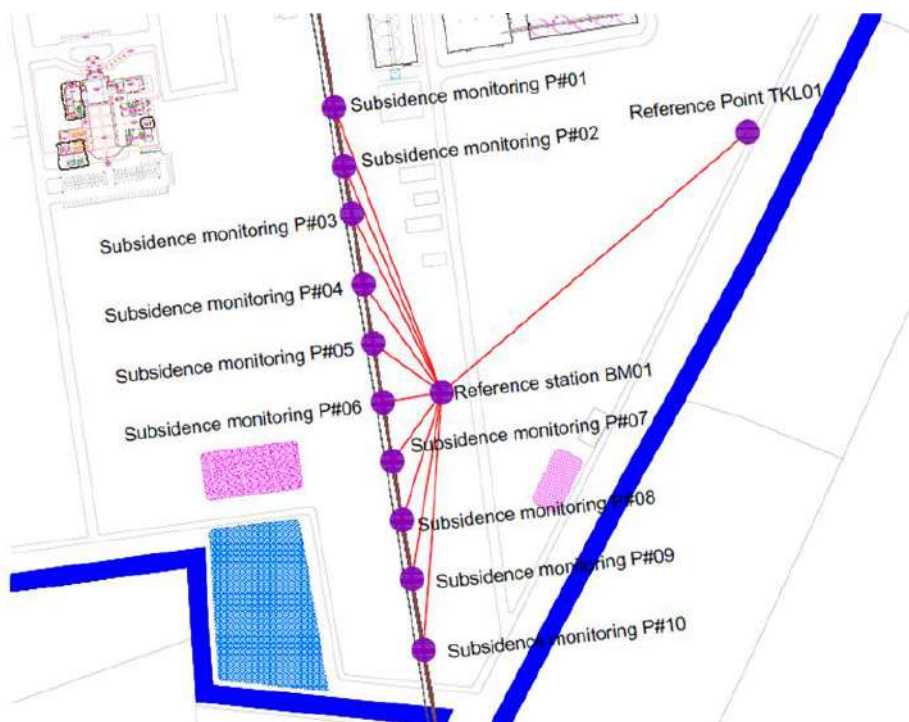 Subsidence monitoring P#01
Reference Point TKL01
Subsidence monitoring P#02
Subsidence monitoring P#03
Subsidence monitoring P#04
Subsidence monitoring P#05
Reference station BM01
Subsidence monitoring P#06
Subsidence monitoring P#07
Subsidence monitoring P#08
Subsidence monitoring P#09
Subsidence monitoring P#10